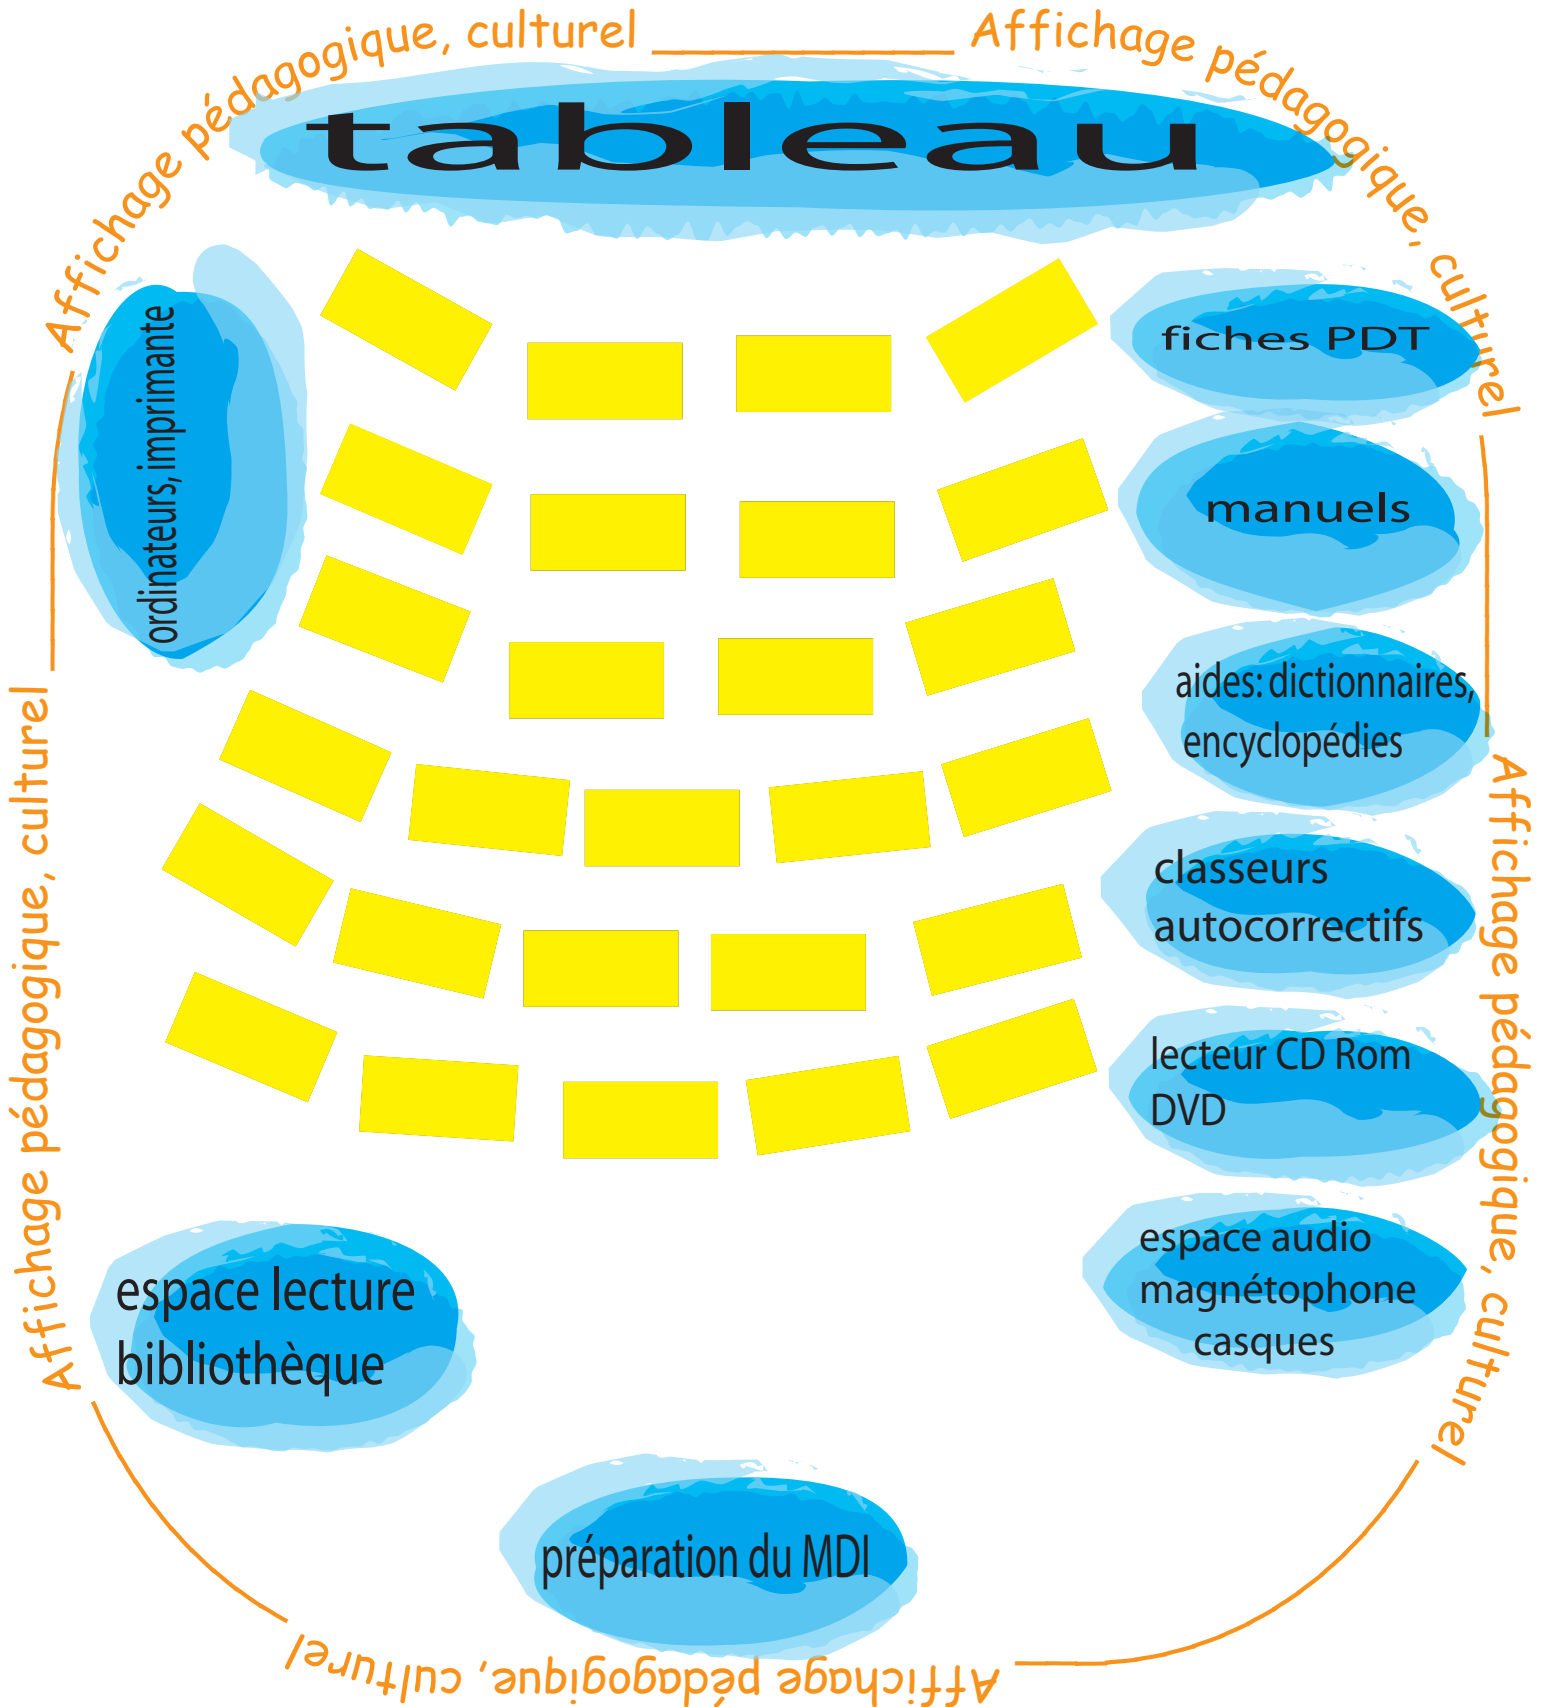 Affichage pédagogique, culturel
Affichage pédagogique, culturel
tableau
ordinateurs, imprimante
fiches PDT
manuels
aides: dictionnaires,
encyclopédies
classeurs
autocorrectifs
lecteur CD Rom
DVD
espace audio
magnétophone
casques
espace lecture
bibliothèque
préparation du MDI
Affichage pédagogique, culturel
Affichage pédagogique, culturel
Affichage pédagogique, culturel